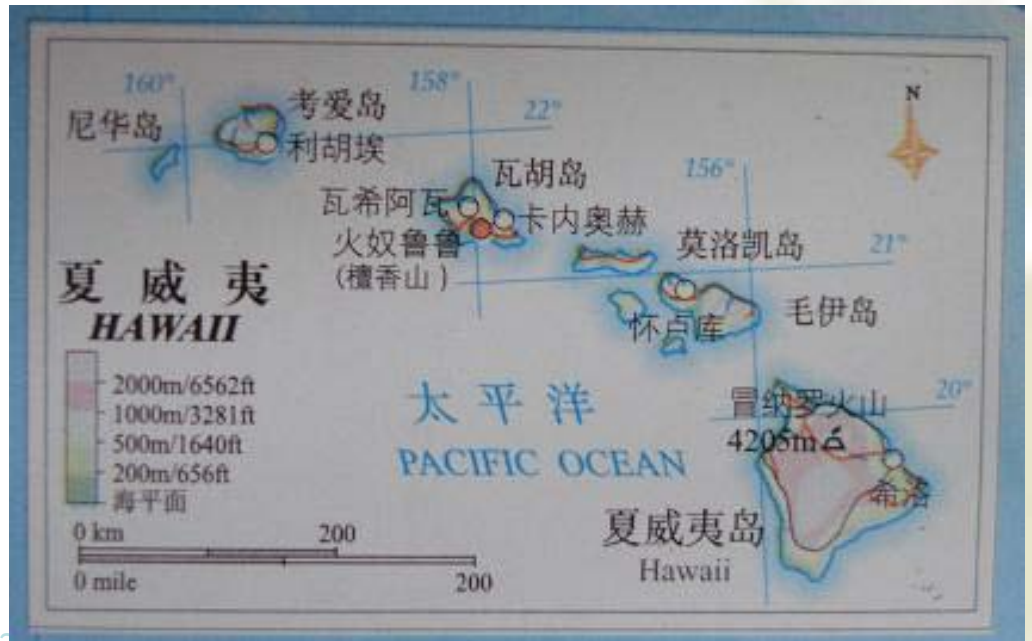 N
160°
158°
22°
尼华岛
考爱岛
利胡埃
瓦胡岛
156°
瓦希阿瓦
卡内奥赫
火奴鲁鲁
(檀香山)
莫洛凯岛
21°
毛伊岛
怀卢库
夏威夷
HAWAII
2000m/6562ft
1000m/3281ft
500m/1640ft
200m/656ft
海平面
太平洋
PACIFIC OCEAN
冒纳罗火山
4205m
20°
希洛
夏威夷岛
Hawaii
0 km 200
0 mile 200